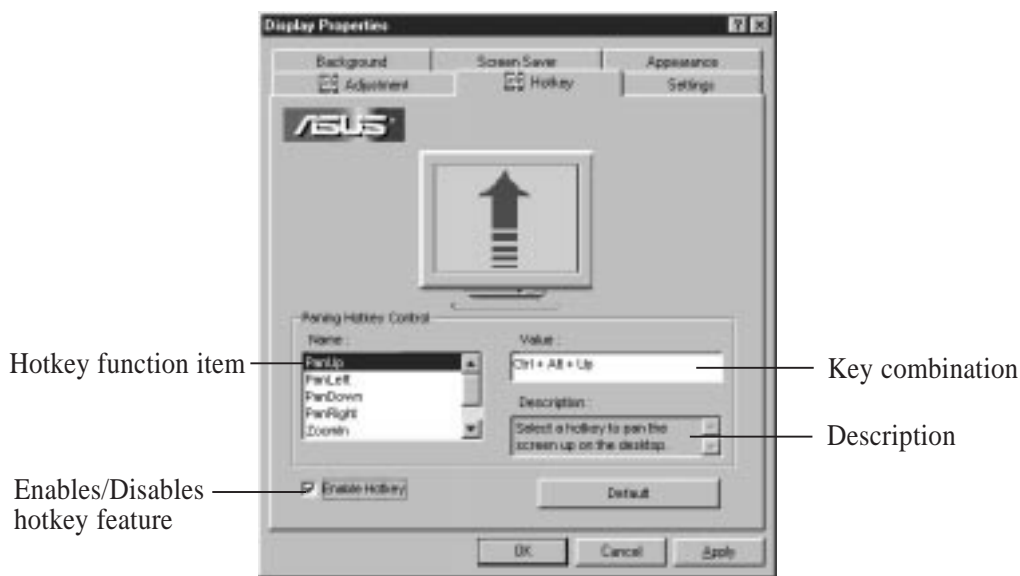 Display Properties
Background
Screen Saver
Appearance
Adjustment
Hotkey
Settings
ASUS
Paning Hotkey Control
Name :
Value :
Hotkey function item
PanUp
Ctrl + Alt + Up
Key combination
PanLeft
PanDown
PanRight
ZoomIn
Description :
Select a hotkey to pan the
screen up on the desktop.
Description
Enables/Disables
hotkey feature
Enable Hotkey
Default
OK
Cancel
Apply